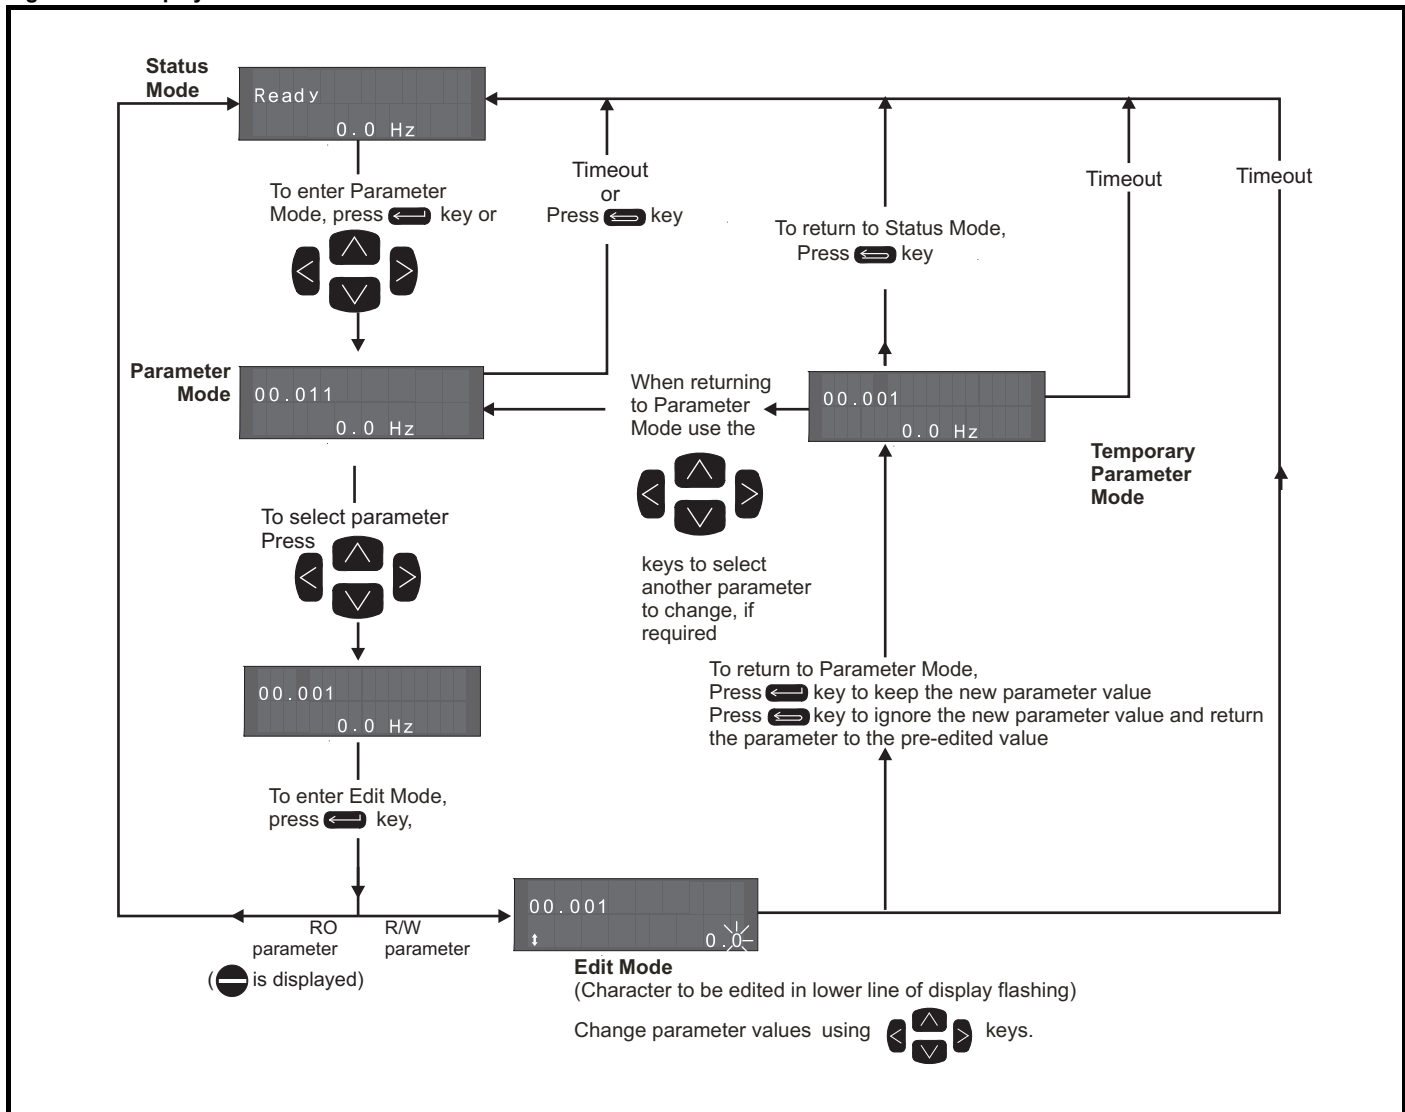 Status
Mode
Ready
0.0 Hz
To enter Parameter
Mode, press key or
Timeout
or
Press key
To return to Status Mode,
Press key
Timeout
Timeout
Parameter
Mode
00.011
0.0 Hz
When returning
to Parameter
Mode use the
keys to select
another parameter
to change, if
required
00.001
0.0 Hz
Temporary
Parameter
Mode
To select parameter
Press
00.001
0.0 Hz
To return to Parameter Mode,
Press key to keep the new parameter value
Press key to ignore the new parameter value and return
the parameter to the pre-edited value
To enter Edit Mode,
press key,
RO
parameter
( is displayed)
R/W
parameter
00.001
0.0
Edit Mode
(Character to be edited in lower line of display flashing)
Change parameter values using keys.